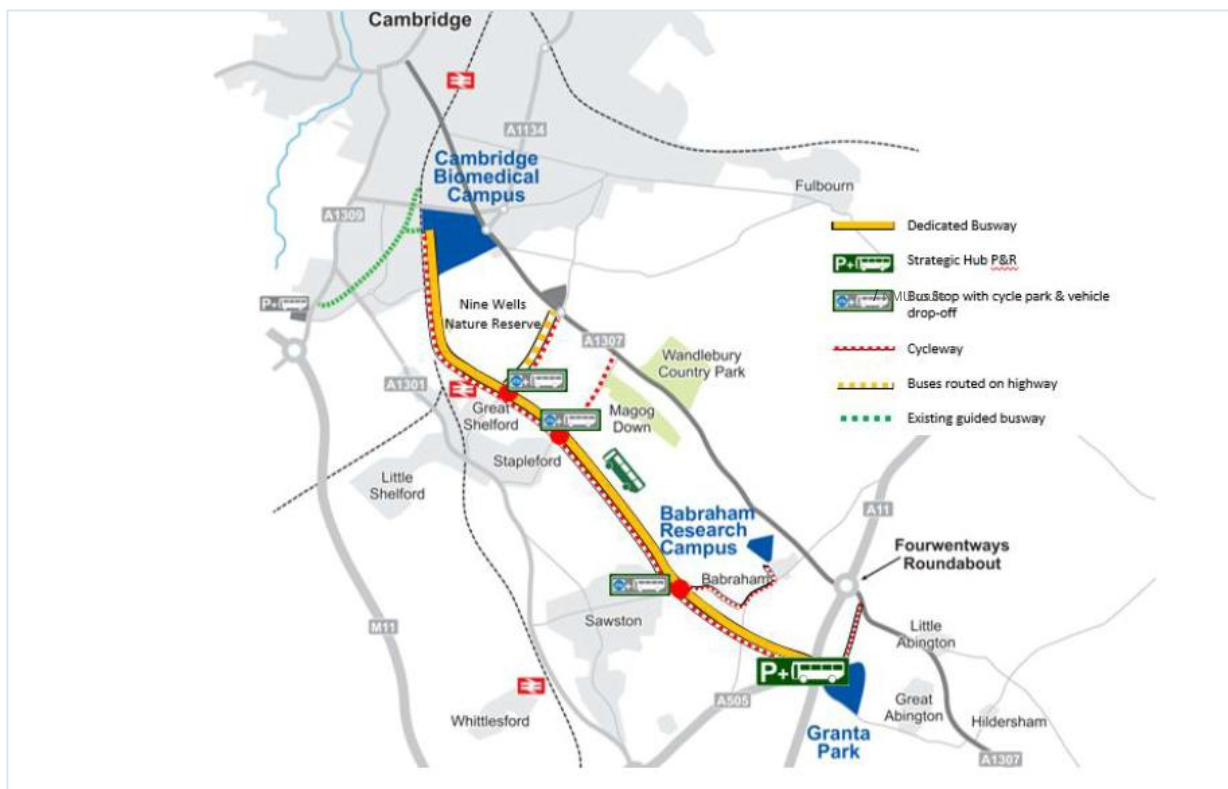 Cambridge
A1134
Cambridge
Biomedical
Campus
Fulbourn
A1309
Dedicated Busway
P+
Strategic Hub P&R
P+
Nine Wells
Nature Reserve
Bus Stop with cycle park & vehicle
drop-off
A1307
Wandlebury
Country Park
Cycleway
A1301
Buses routed on highway
Great
Shelford
Magog
Down
Existing guided busway
Stapleford
Little
Shelford
A11
Babraham
Research
Campus
Fourwentways
Roundabout
Babraham
Sawston
M11
Little
Abington
P+
A505
Great
Abington
Hildersham
Whittlesford
Granta
Park
A1307